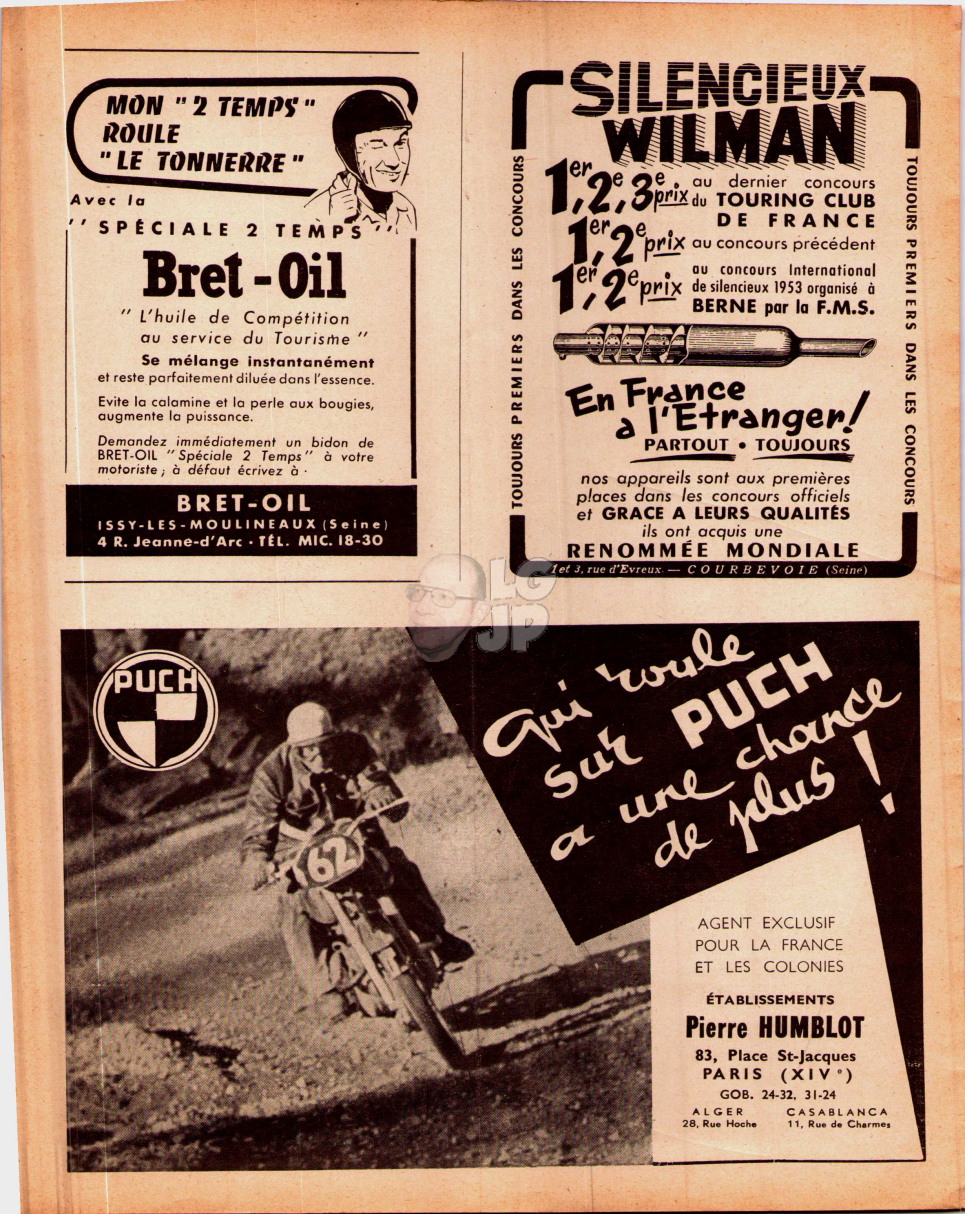 MON " 2 TEMPS "
ROULE
" LE TONNERRE "
Avec la
'' SPÉCIALE 2 TEMPS ''
Bret-Oil
" L'huile de Compétition
au service du Tourisme "
Se mélange instantanément
et reste parfaitement diluée dans l'essence.
Evite la calamine et la perle aux bougies,
augmente la puissance.
Demandez immédiatement un bidon de
BRET-OIL " Spéciale 2 Temps " à votre
motoriste ; à défaut écrivez à ·
BRET-OIL
ISSY-LES-MOULINEAUX (Seine)
4 R. Jeanne-d'Arc · TÉL. MIC. 18-30
SILENCIEUX
WILMAN
TOUJOURS PREMIERS DANS LES CONCOURS
1er, 2e, 3e prix au dernier concours
du TOURING CLUB
DE FRANCE
1er, 2e prix au concours précédent
1er, 2e prix au concours International
de silencieux 1953 organisé à
BERNE par la F.M.S.
TOUJOURS PREMIERS DANS LES CONCOURS
En France
a l'Etranger!
PARTOUT • TOUJOURS
nos appareils sont aux premières
places dans les concours officiels
et GRACE A LEURS QUALITÉS
ils ont acquis une
RENOMMÉE MONDIALE
1 et 3, rue d'Evreux. — COURBEVOIE (Seine)
LG
JP
PUCH
62
Qui roule
sur PUCH
a une chance
de plus !
AGENT EXCLUSIF
POUR LA FRANCE
ET LES COLONIES
ÉTABLISSEMENTS
Pierre HUMBLOT
83, Place St-Jacques
PARIS (XIVe)
GOB. 24-32, 31-24
ALGER CASABLANCA
28, Rue Hoche 11, Rue de Charmes